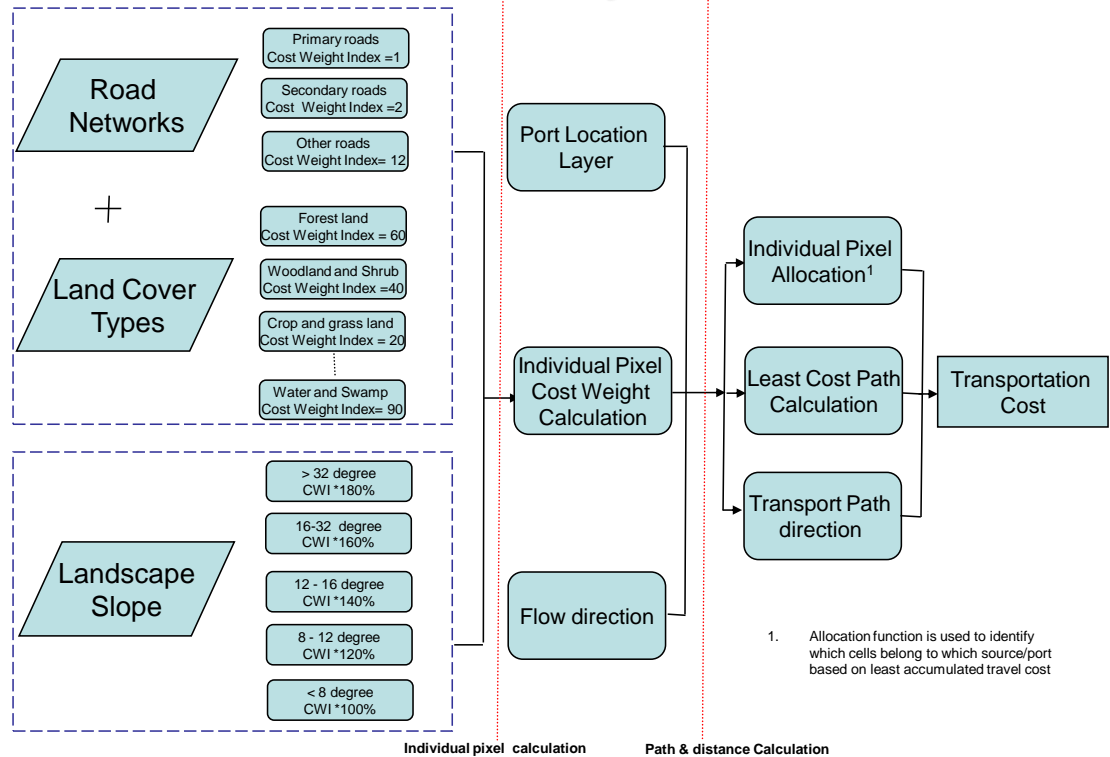 Road
Networks
+
Land Cover
Types
Primary roads
Cost Weight Index =1
Secondary roads
Cost Weight Index =2
Other roads
Cost Weight Index= 12
Forest land
Cost Weight Index = 60
Woodland and Shrub
Cost Weight Index =40
Crop and grass land
Cost Weight Index = 20
Water and Swamp
Cost Weight Index= 90
Landscape
Slope
> 32 degree
CWI *180%
16-32 degree
CWI *160%
12 - 16 degree
CWI *140%
8 - 12 degree
CWI *120%
< 8 degree
CWI *100%
Port Location
Layer
Individual Pixel
Cost Weight
Calculation
Flow direction
Individual Pixel
Allocation1
Least Cost Path
Calculation
Transport Path
direction
Transportation
Cost
1. Allocation function is used to identify
which cells belong to which source/port
based on least accumulated travel cost
Individual pixel calculation
Path & distance Calculation